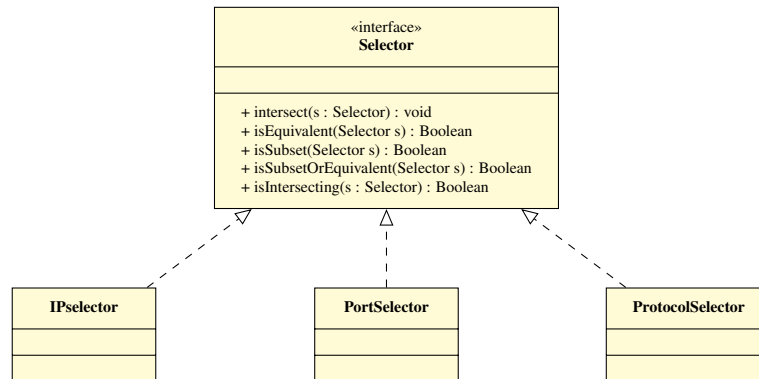 «interface»
Selector
+ intersect(s : Selector) : void
+ isEquivalent(Selector s) : Boolean
+ isSubset(Selector s) : Boolean
+ isSubsetOrEquivalent(Selector s) : Boolean
+ isIntersecting(s : Selector) : Boolean
IPselector
PortSelector
ProtocolSelector